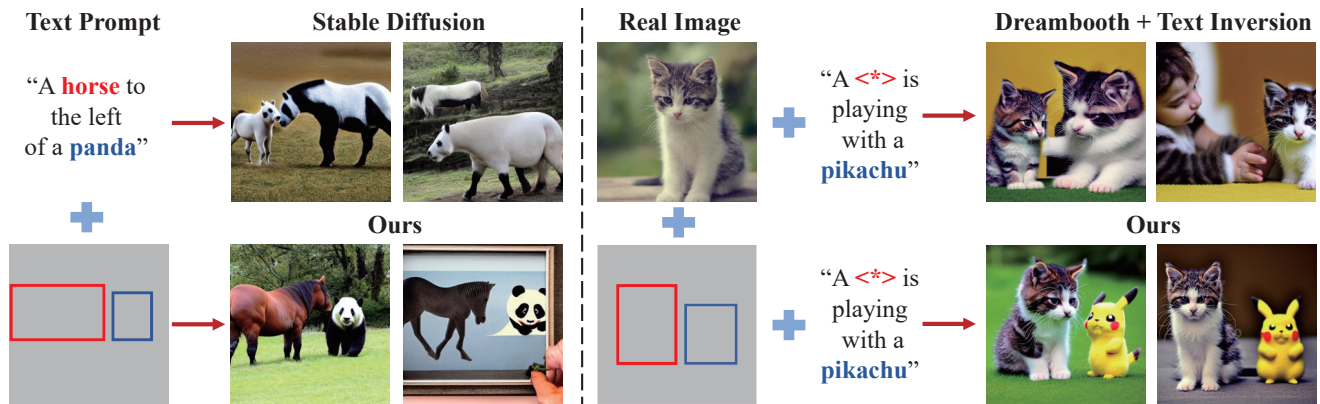 Text Prompt
Stable Diffusion
“A horse to
the left
of a panda”
Ours
Real Image
Dreambooth + Text Inversion
“A <*> is
playing
with a
pikachu”
Ours
“A <*> is
playing
with a
pikachu”